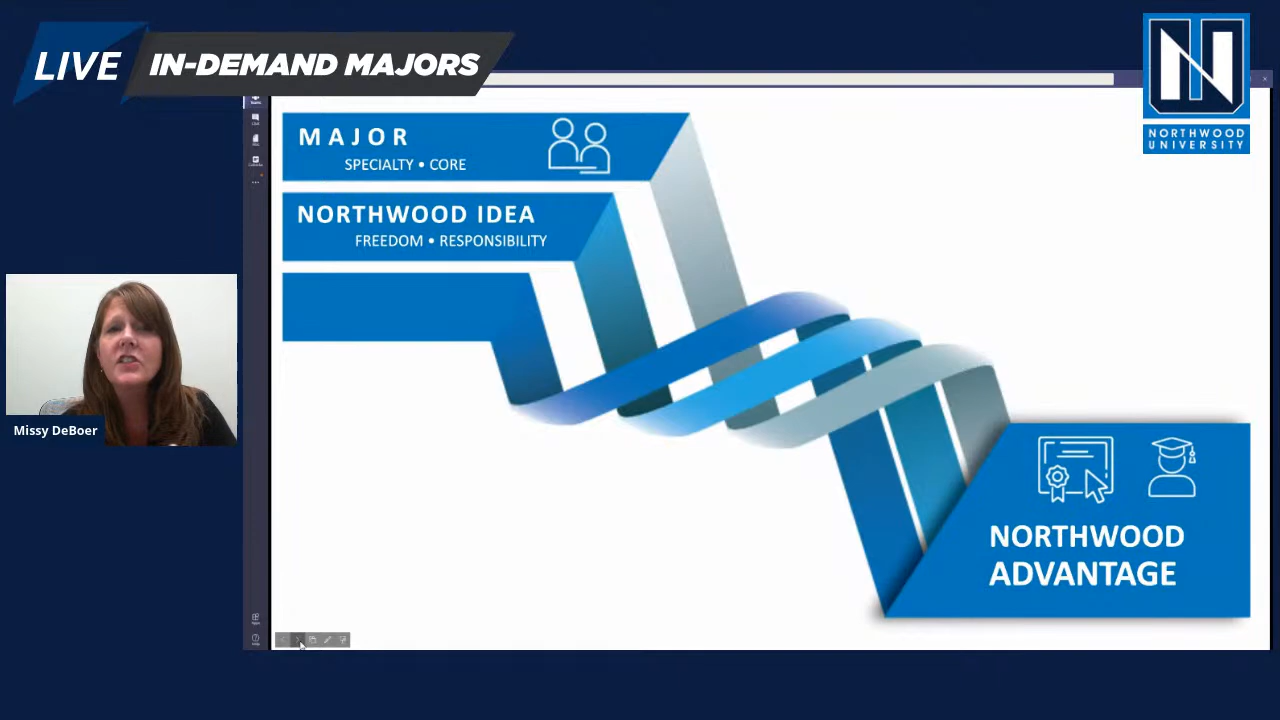 LIVE IN-DEMAND MAJORS
NORTHWOOD
UNIVERSITY
MAJOR
SPECIALTY • CORE
NORTHWOOD IDEA
FREEDOM • RESPONSIBILITY
Missy DeBoer
NORTHWOOD
ADVANTAGE